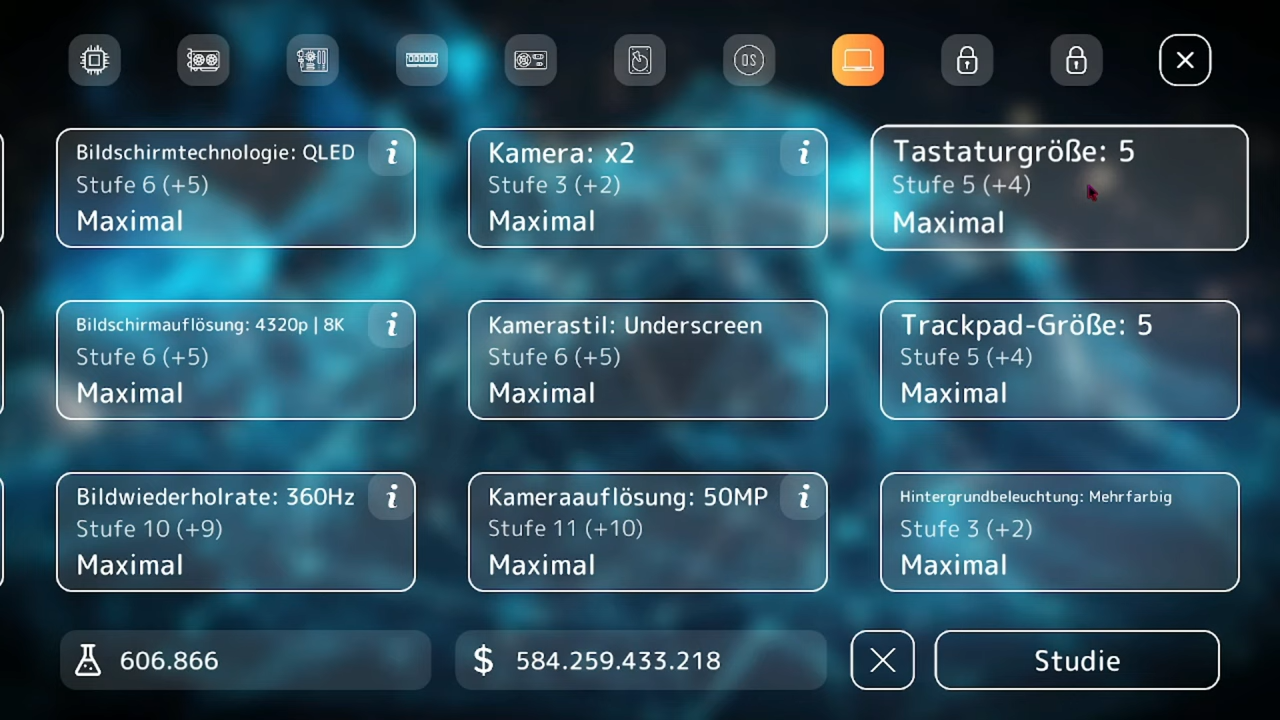 OS
Bildschirmtechnologie: QLED
Stufe 6 (+5)
Maximal
i
Kamera: x2
Stufe 3 (+2)
Maximal
i
Tastaturgröße: 5
Stufe 5 (+4)
Maximal
Bildschirmauflösung: 4320p | 8K
Stufe 6 (+5)
Maximal
i
Kamerastil: Underscreen
Stufe 6 (+5)
Maximal
Trackpad-Größe: 5
Stufe 5 (+4)
Maximal
Bildwiederholrate: 360Hz
Stufe 10 (+9)
Maximal
i
Kameraauflösung: 50MP
Stufe 11 (+10)
Maximal
i
Hintergrundbeleuchtung: Mehrfarbig
Stufe 3 (+2)
Maximal
606.866
$ 584.259.433.218
Studie